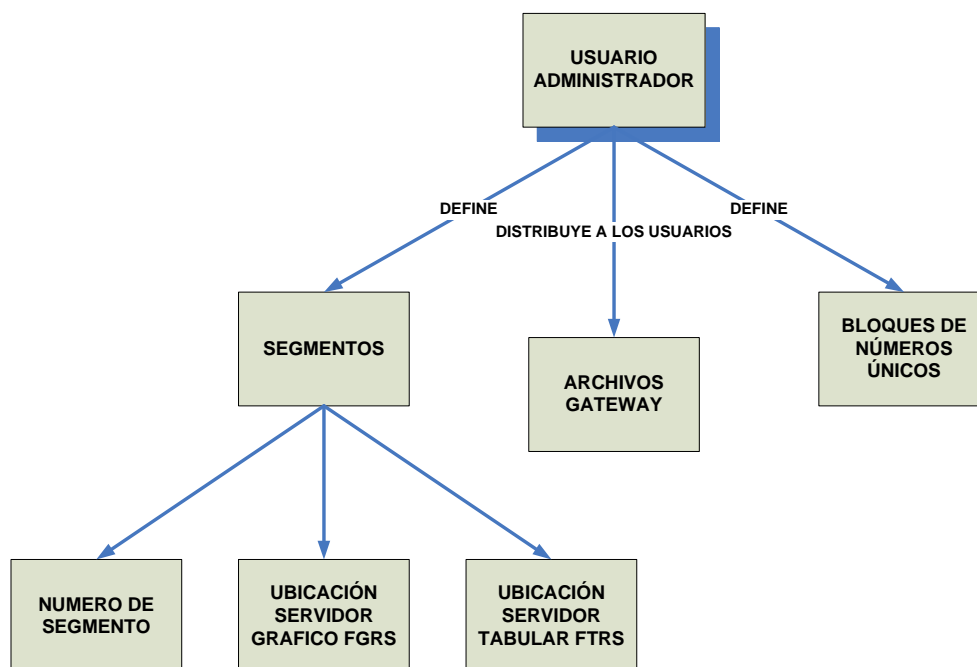 USUARIO
ADMINISTRADOR
DEFINE
DEFINE
DISTRIBUYE A LOS USUARIOS
SEGMENTOS
ARCHIVOS
GATEWAY
BLOQUES DE
NÚMEROS
ÚNICOS
NUMERO DE
SEGMENTO
UBICACIÓN
SERVIDOR
GRAFICO FGRS
UBICACIÓN
SERVIDOR
TABULAR FTRS